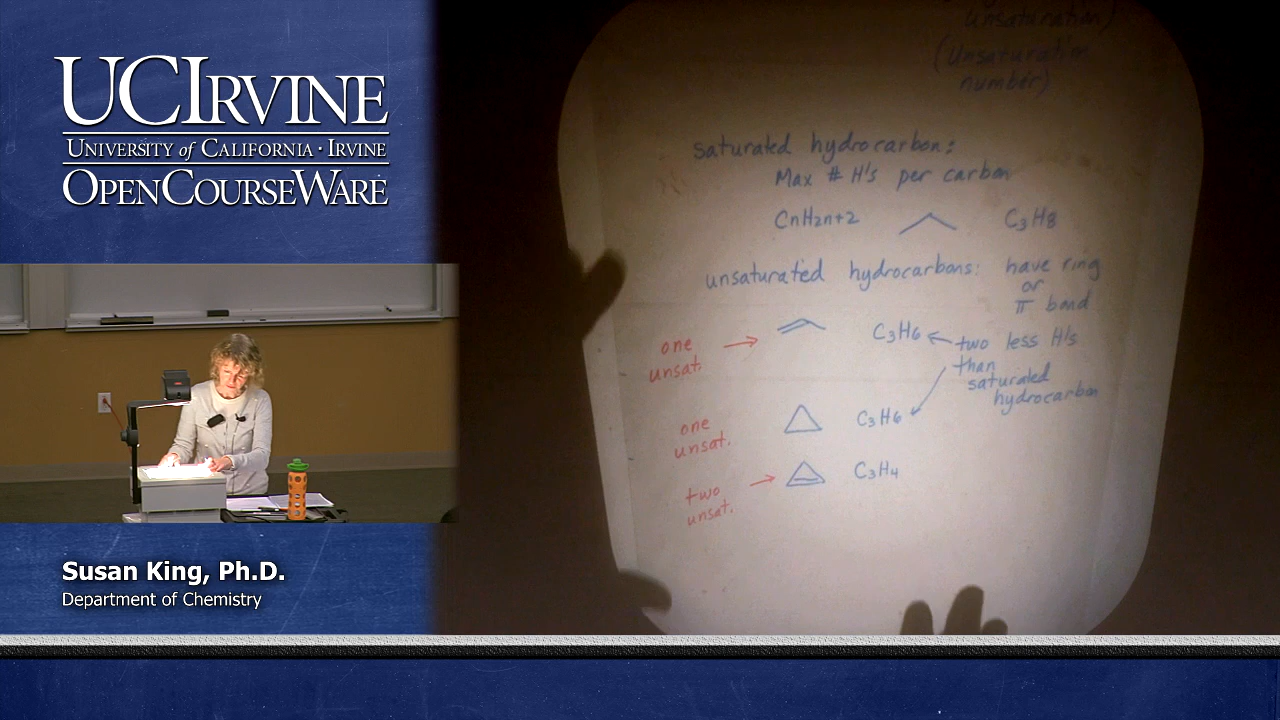 UCIRVINE
UNIVERSITY of CALIFORNIA · IRVINE
OPENCOURSEWARE
Susan King, Ph.D.
Department of Chemistry
unsaturation)
(Unsaturation
number)
saturated hydrocarbon:
Max # H's per carbon
CnH2n+2 C3H8
unsaturated hydrocarbons: have ring
or
π bond
one
unsat.
C3H6
two less H's
than
saturated
hydrocarbon
one
unsat.
C3H6
two
unsat.
C3H4